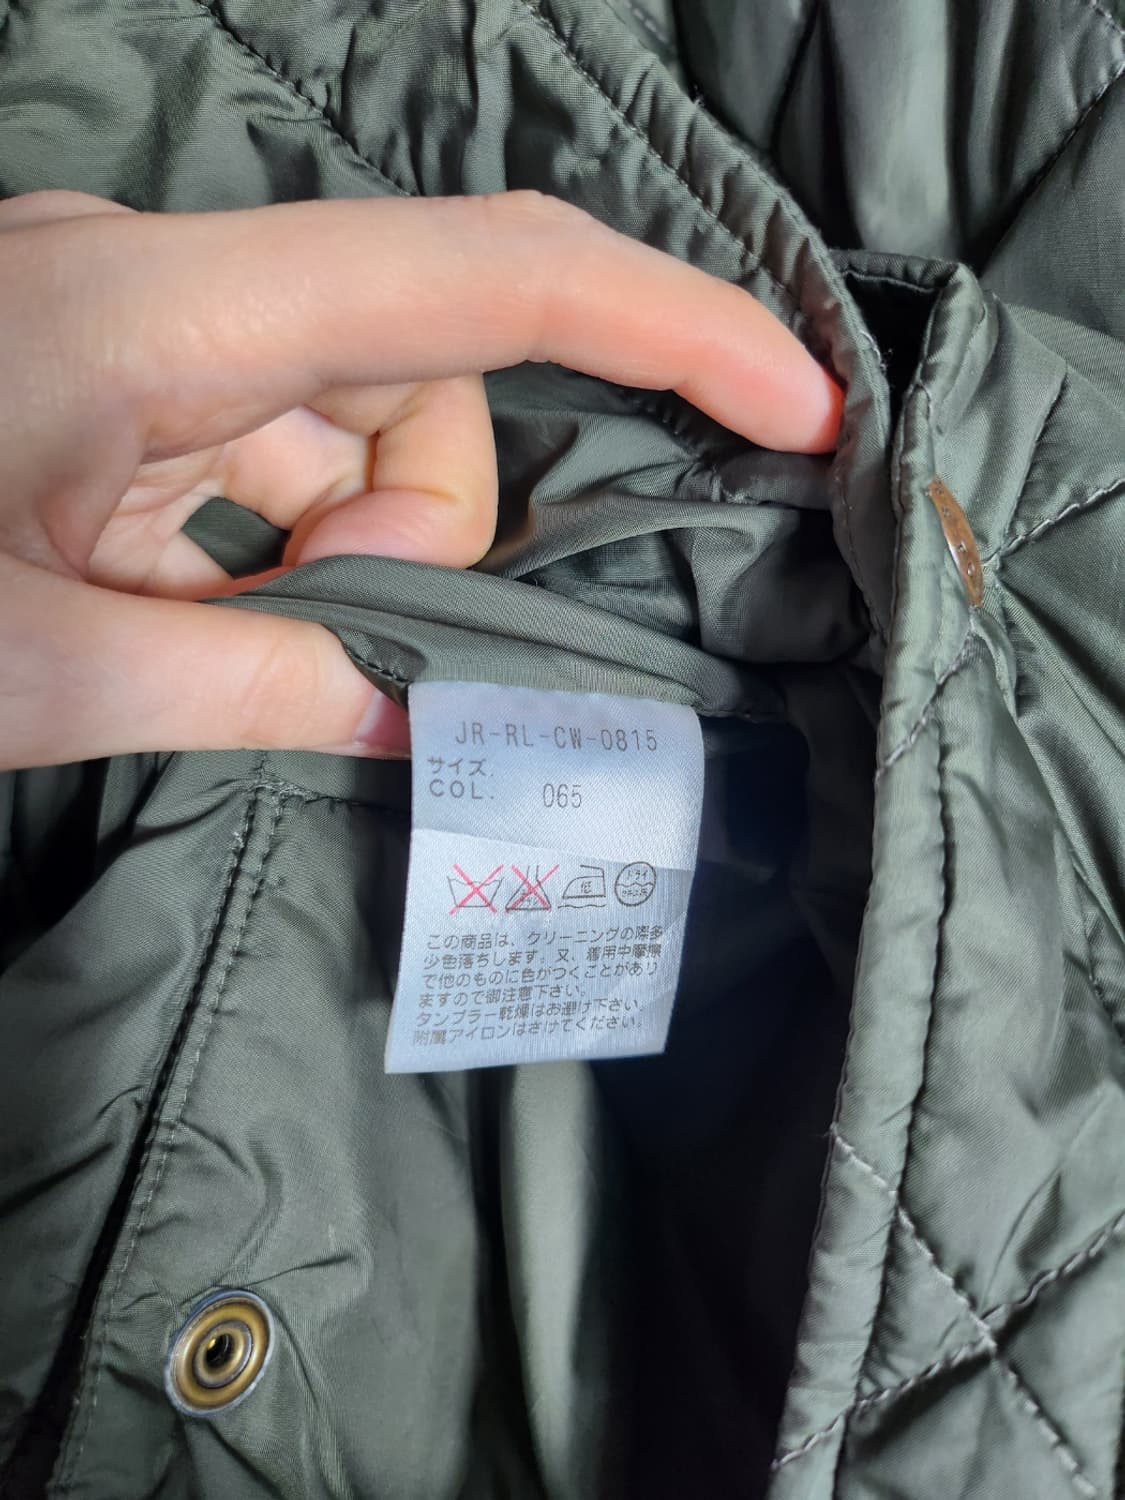 JR-RL-CW-0815
サイズ.
COL. 065
低
ドライ
この商品は、クリーニングの際多
少色落ちします。又、着用中摩擦
で他のものに色がつくことがあり
ますので御注意下さい。
タンブラー乾燥はお避け下さい。
附属アイロンはさけてください。